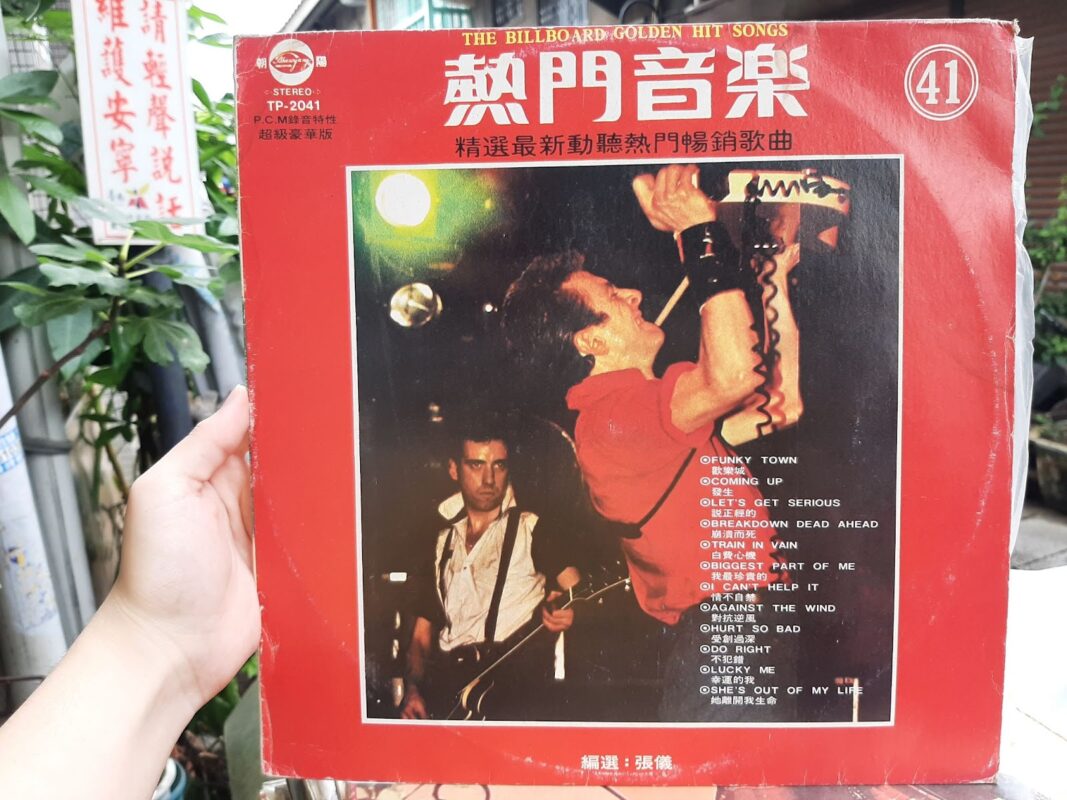 請輕聲說話
維護安寧
THE BILLBOARD GOLDEN HIT SONGS
朝陽
STEREO
TP-2041
P.C.M錄音特性
超級豪華版
熱門音楽
41
精選最新動聽熱門暢銷歌曲
FUNKY TOWN
歡樂城
COMING UP
發生
LET'S GET SERIOUS
説正經的
BREAKDOWN DEAD AHEAD
崩潰而死
TRAIN IN VAIN
白費心機
BIGGEST PART OF ME
我最珍貴的
I CAN'T HELP IT
情不自禁
AGAINST THE WIND
對抗逆風
HURT SO BAD
受創過深
DO RIGHT
不犯錯
LUCKY ME
幸運的我
SHE'S OUT OF MY LIFE
她離開我生命
編選：張儀